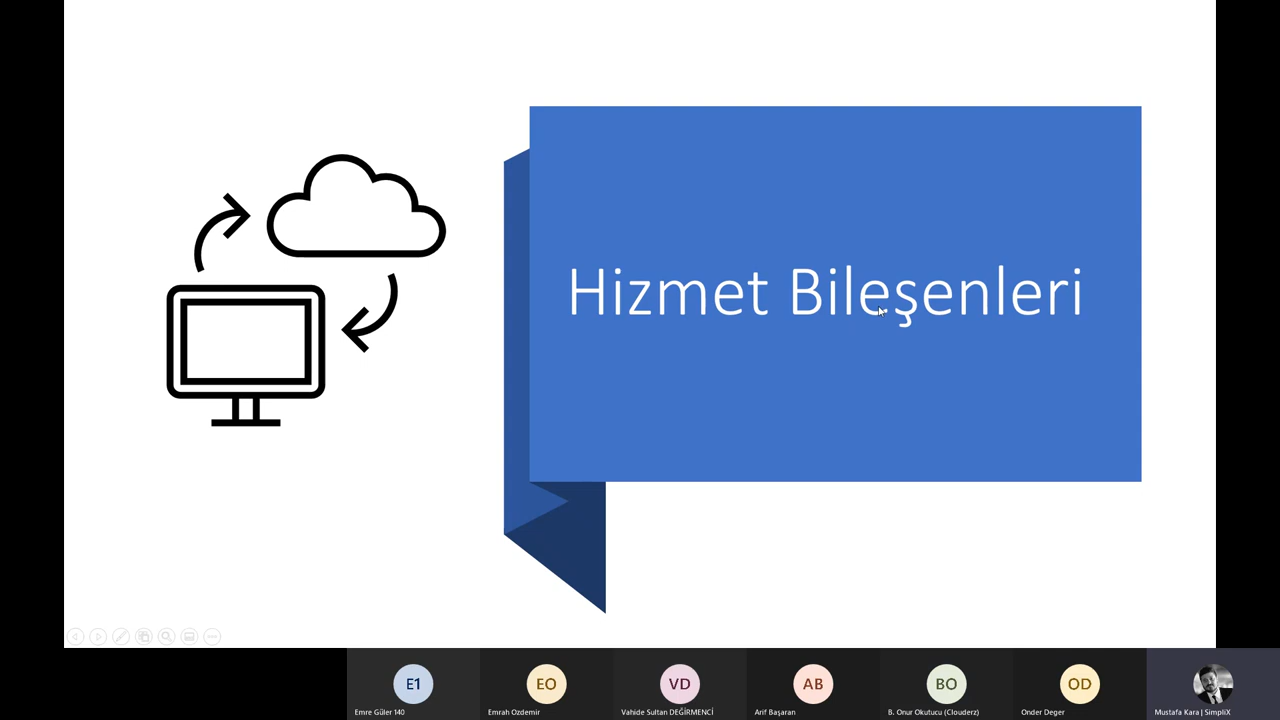 Hizmet Bileşenleri
E1
EO
VD
AB
BO
OD
Emre Güler 140
Emrah Ozdemir
Vahide Sultan DEĞİRMENCİ
Arif Başaran
B. Onur Okutucu (Clouderz)
Onder Deger
Mustafa Kara | SimpliX